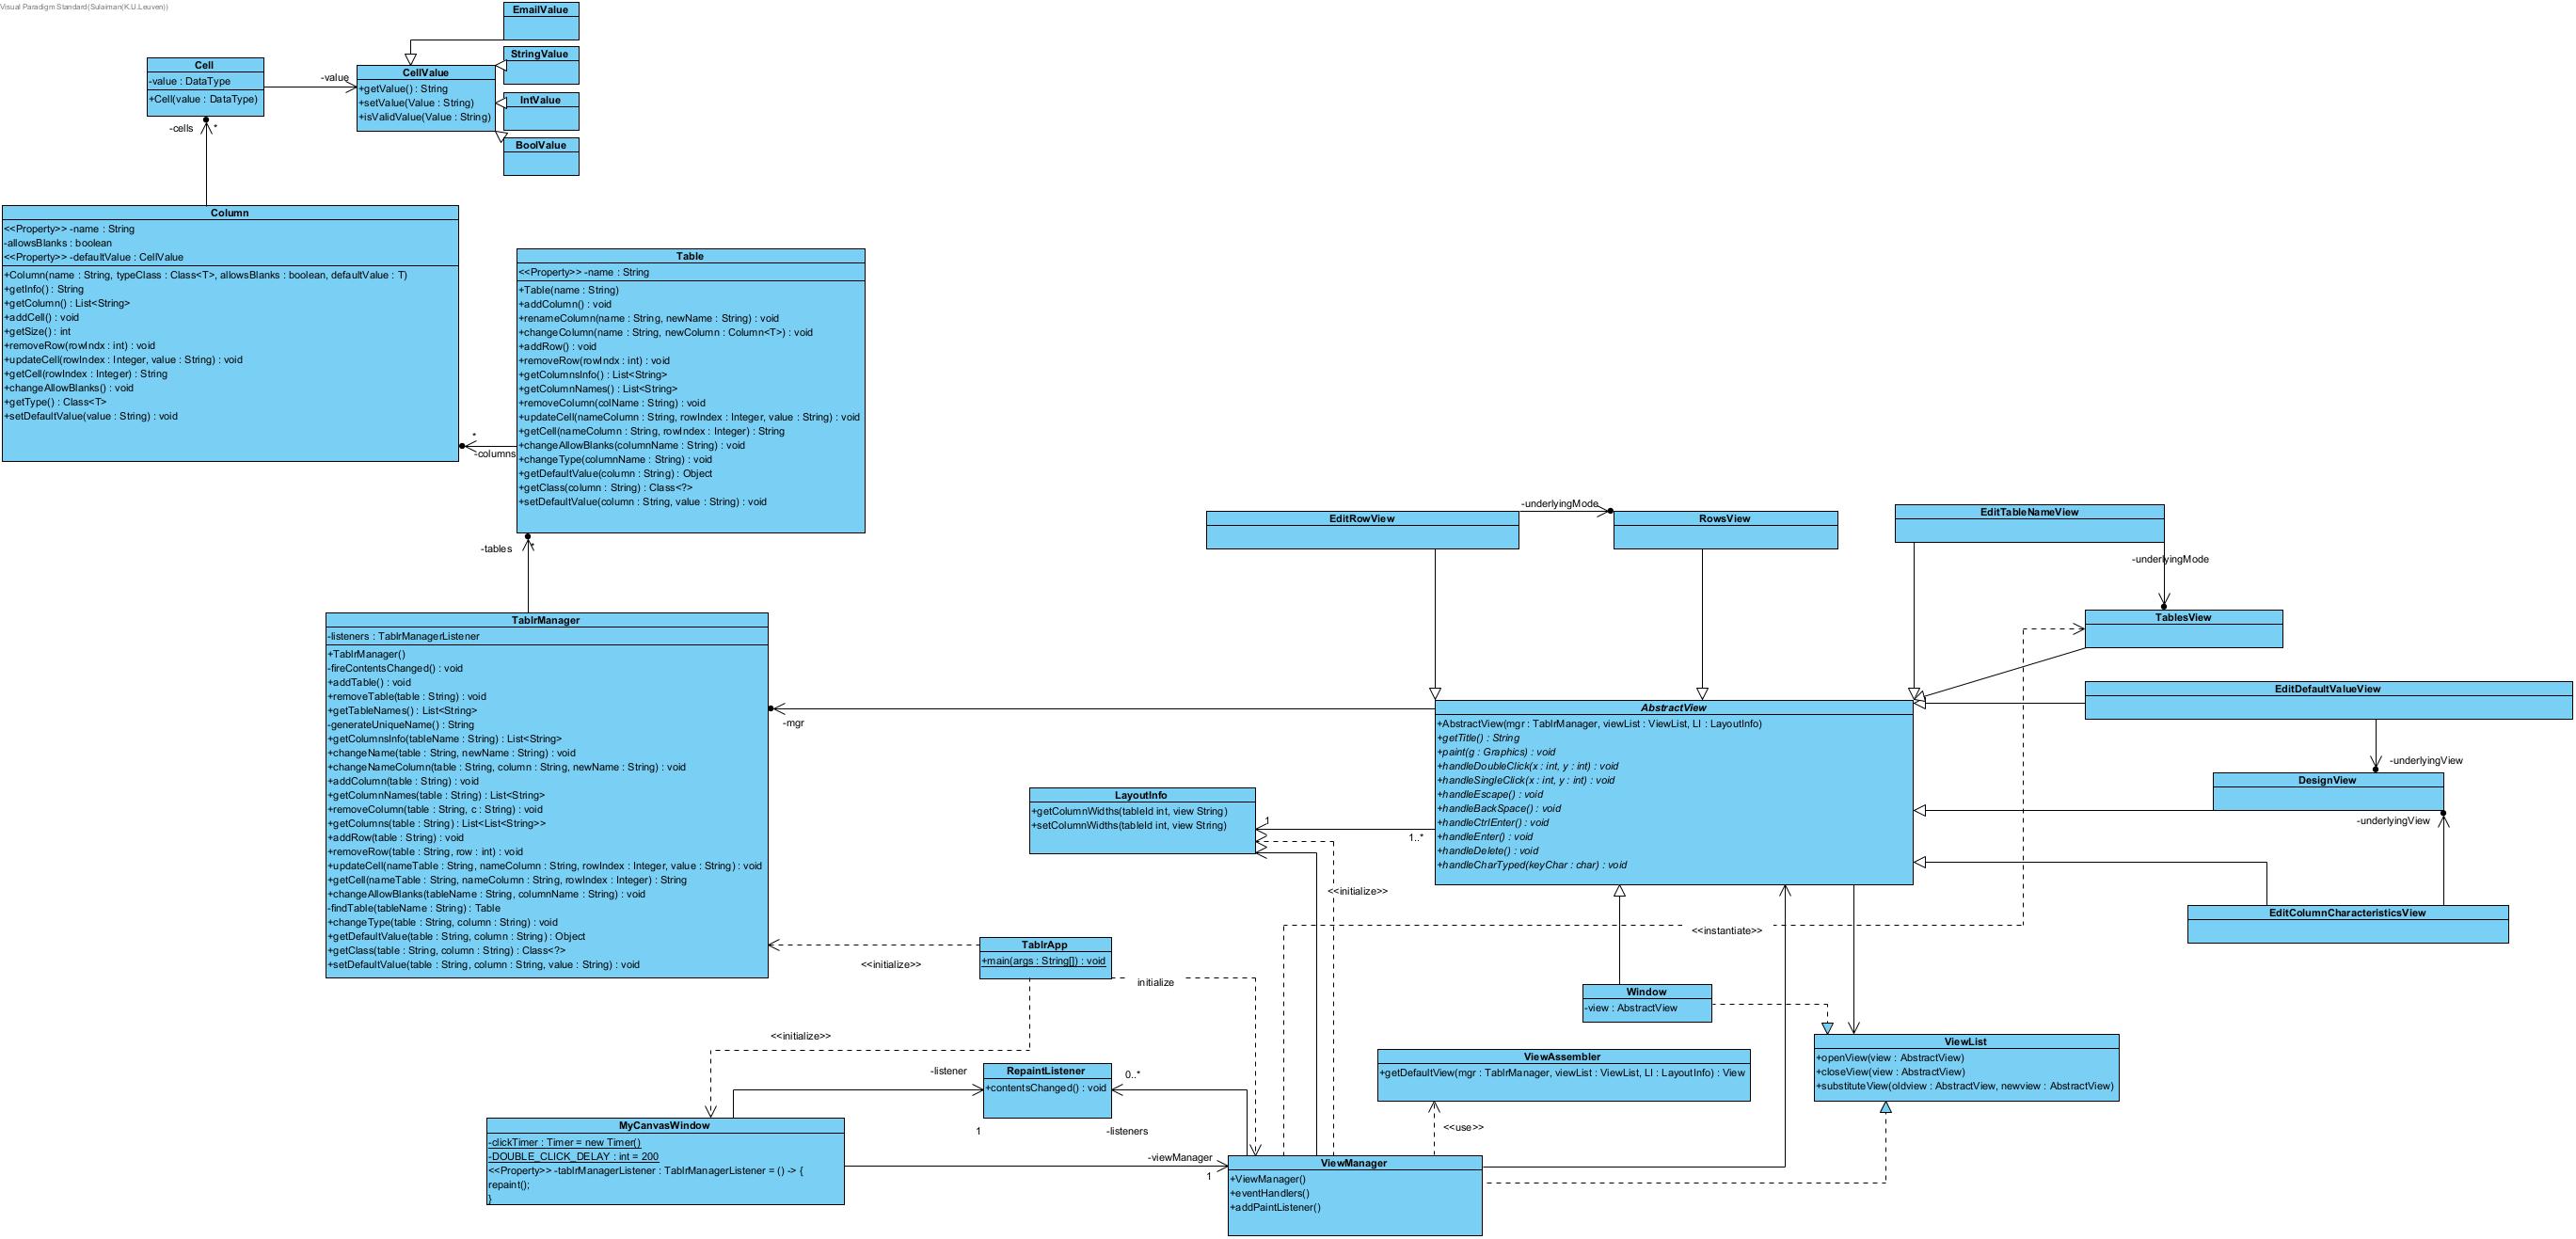 Visual Paradigm Standard(Sulaiman(K.U.Leuven))
EmailValue
StringValue
IntValue
BoolValue
Cell
-value : DataType
+Cell(value : DataType)
-value
CellValue
+getValue() : String
+setValue(Value : String)
+isValidValue(Value : String)
-cells
*
Column
<<Property>> -name : String
-allowsBlanks : boolean
<<Property>> -defaultValue : CellValue
+Column(name : String, typeClass : Class<T>, allowsBlanks : boolean, defaultValue : T)
+getInfo() : String
+getColumn() : List<String>
+addCell() : void
+getSize() : int
+removeRow(rowIndx : int) : void
+updateCell(rowIndex : Integer, value : String) : void
+getCell(rowIndex : Integer) : String
+changeAllowBlanks() : void
+getType() : Class<T>
+setDefaultValue(value : String) : void
*
-columns
Table
<<Property>> -name : String
+Table(name : String)
+addColumn() : void
+renameColumn(name : String, newName : String) : void
+changeColumn(name : String, newColumn : Column<T>) : void
+addRow() : void
+removeRow(rowIndx : int) : void
+getColumnsInfo() : List<String>
+getColumnNames() : List<String>
+removeColumn(colName : String) : void
+updateCell(nameColumn : String, rowIndex : Integer, value : String) : void
+getCell(nameColumn : String, rowIndex : Integer) : String
+changeAllowBlanks(columnName : String) : void
+changeType(columnName : String) : void
+getDefaultValue(column : String) : Object
+getClass(column : String) : Class<?>
+setDefaultValue(column : String, value : String) : void
-tables
*
TablrManager
-listeners : TablrManagerListener
+TablrManager()
-fireContentsChanged() : void
+addTable() : void
+removeTable(table : String) : void
+getTableNames() : List<String>
-generateUniqueName() : String
+getColumnsInfo(tableName : String) : List<String>
+changeName(table : String, newName : String) : void
+changeNameColumn(table : String, column : String, newName : String) : void
+addColumn(table : String) : void
+getColumnNames(table : String) : List<String>
+removeColumn(table : String, c : String) : void
+getColumns(table : String) : List<List<String>>
+addRow(table : String) : void
+removeRow(table : String, row : int) : void
+updateCell(nameTable : String, nameColumn : String, rowIndex : Integer, value : String) : void
+getCell(nameTable : String, nameColumn : String, rowIndex : Integer) : String
+changeAllowBlanks(tableName : String, columnName : String) : void
-findTable(tableName : String) : Table
+changeType(table : String, column : String) : void
+getDefaultValue(table : String, column : String) : Object
+getClass(table : String, column : String) : Class<?>
+setDefaultValue(table : String, column : String, value : String) : void
-mgr
EditRowView
-underlyingMode
RowsView
EditTableNameView
-underlyingMode
TablesView
EditDefaultValueView
-underlyingView
DesignView
-underlyingView
EditColumnCharacteristicsView
AbstractView
+AbstractView(mgr : TablrManager, viewList : ViewList, LI : LayoutInfo)
+getTitle() : String
+paint(g : Graphics) : void
+handleDoubleClick(x : int, y : int) : void
+handleSingleClick(x : int, y : int) : void
+handleEscape() : void
+handleBackSpace() : void
+handleCtrlEnter() : void
+handleEnter() : void
+handleDelete() : void
+handleCharTyped(keyChar : char) : void
LayoutInfo
+getColumnWidths(tableId int, view String)
+setColumnWidths(tableId int, view String)
1
1..*
<<initialize>>
<<instantiate>>
TablrApp
+main(args : String[]) : void
<<initialize>>
initialize
<<initialize>>
Window
-view : AbstractView
ViewList
+openView(view : AbstractView)
+closeView(view : AbstractView)
+substituteView(oldview : AbstractView, newview : AbstractView)
ViewAssembler
+getDefaultView(mgr : TablrManager, viewList : ViewList, LI : LayoutInfo) : View
<<use>>
-listener
1
RepaintListener
+contentsChanged() : void
0..*
-listeners
MyCanvasWindow
-clickTimer : Timer = new Timer()
-DOUBLE_CLICK_DELAY : int = 200
<<Property>> -tablrManagerListener : TablrManagerListener = () -> {
repaint();
}
-viewManager
1
ViewManager
+ViewManager()
+eventHandlers()
+addPaintListener()